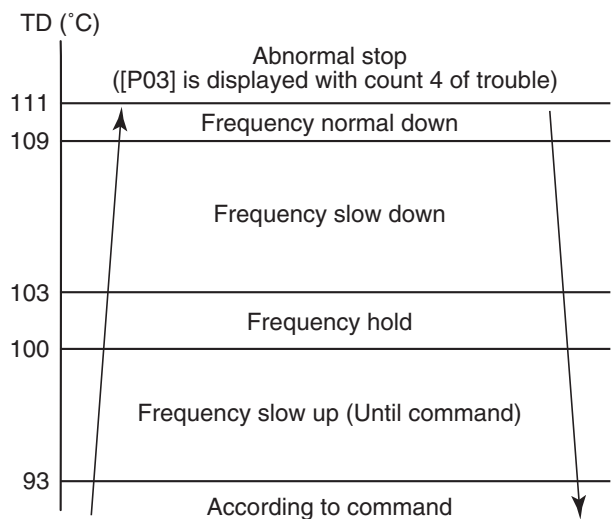 TD (˚C)
Abnormal stop
([P03] is displayed with count 4 of trouble)
111
Frequency normal down
109
Frequency slow down
103
Frequency hold
100
Frequency slow up (Until command)
93
According to command